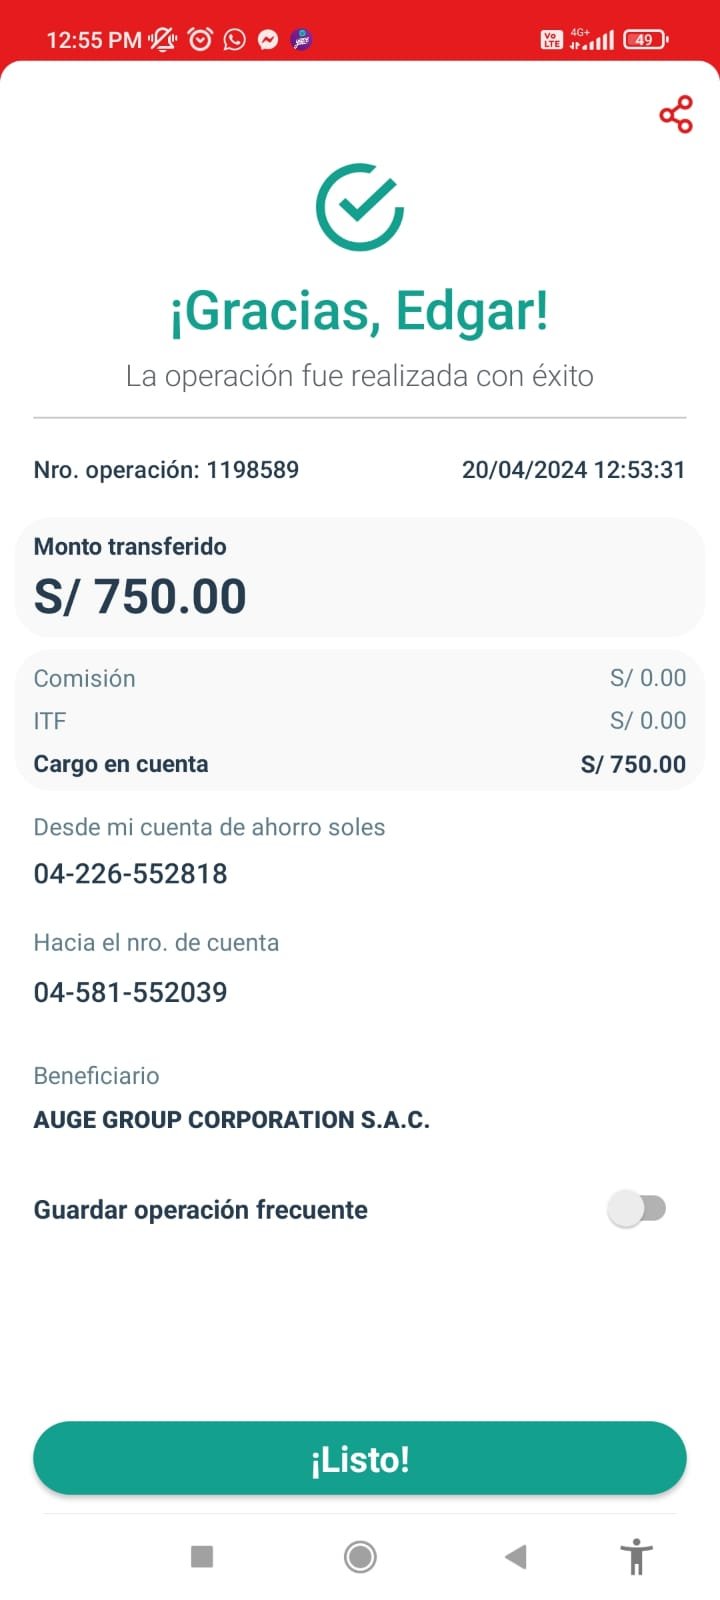 12:55 PM
VO LTE 4G+ 49
¡Gracias, Edgar!
La operación fue realizada con éxito
Nro. operación: 1198589 20/04/2024 12:53:31
Monto transferido
S/ 750.00
Comisión S/ 0.00
ITF S/ 0.00
Cargo en cuenta S/ 750.00
Desde mi cuenta de ahorro soles
04-226-552818
Hacia el nro. de cuenta
04-581-552039
Beneficiario
AUGE GROUP CORPORATION S.A.C.
Guardar operación frecuente
¡Listo!